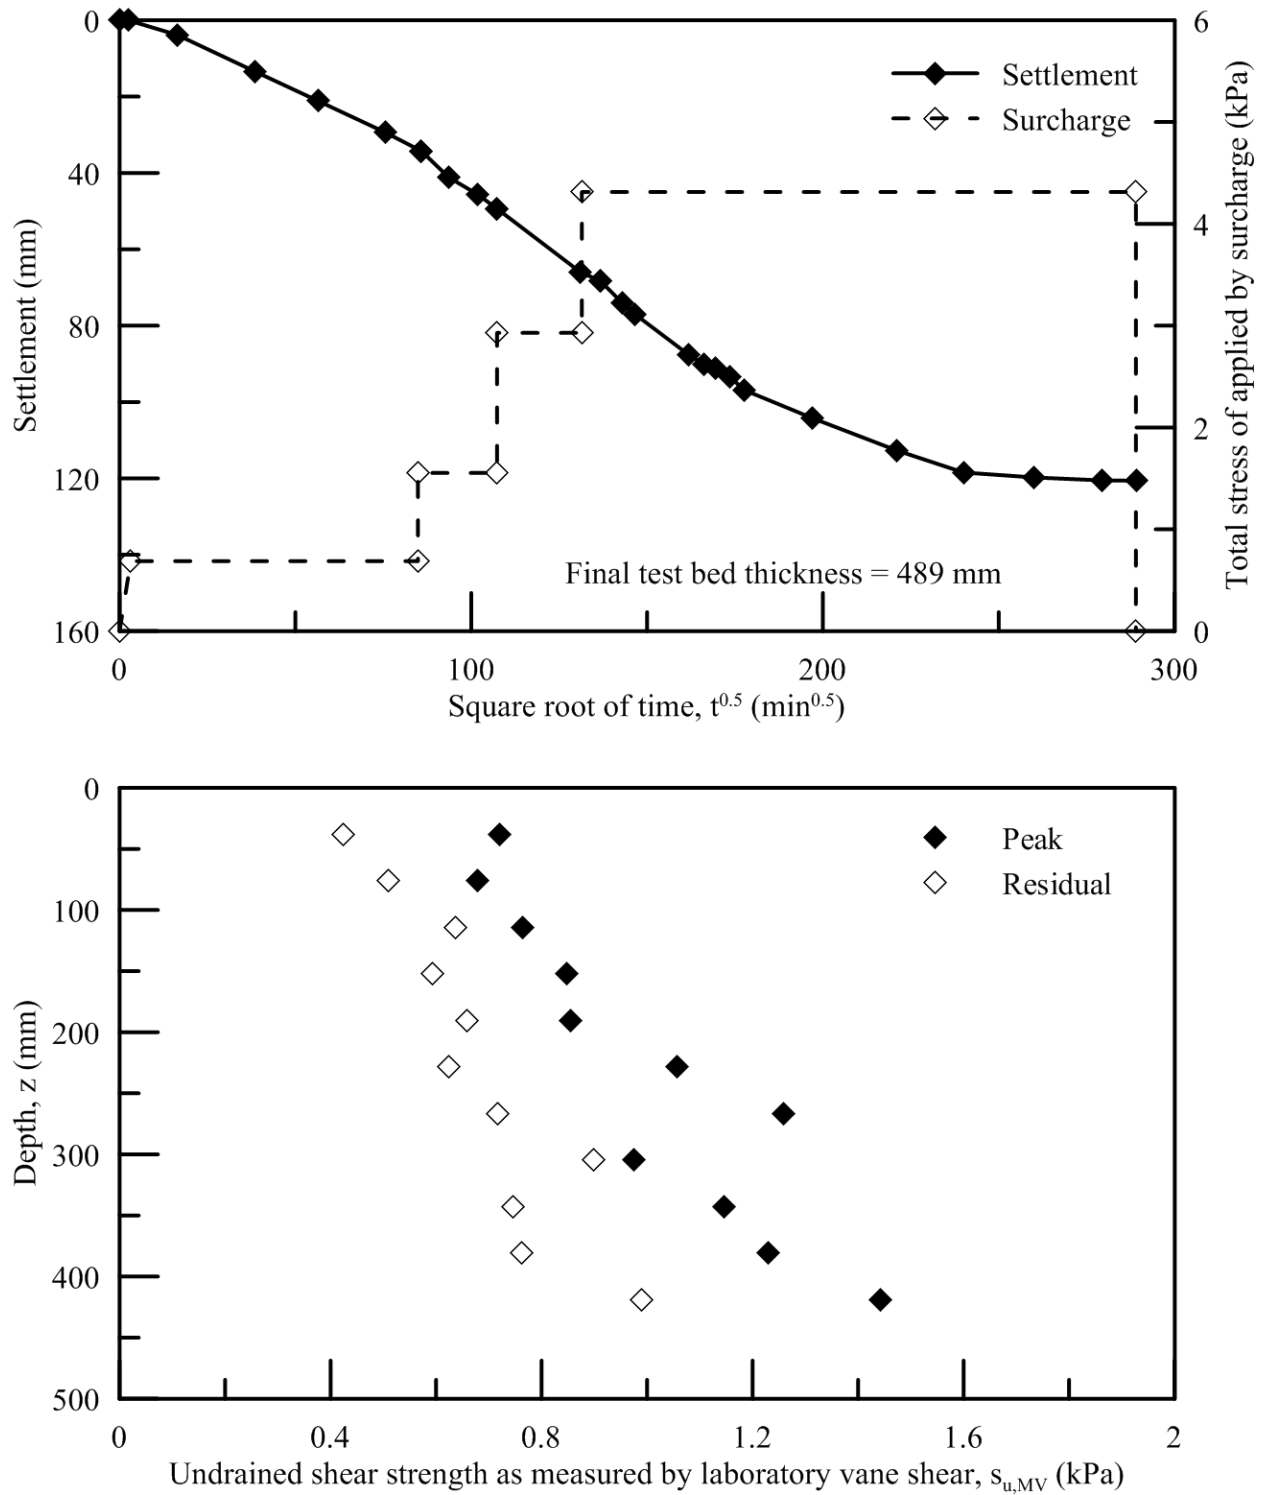 Settlement
Surcharge
0
40
80
120
160
Settlement (mm)
6
4
2
0
Total stress of applied by surcharge (kPa)
Final test bed thickness = 489 mm
0 100 200 300
Square root of time, t^0.5 (min^0.5)
Peak
Residual
0
100
200
300
400
500
Depth, z (mm)
0 0.4 0.8 1.2 1.6 2
Undrained shear strength as measured by laboratory vane shear, s_u,MV (kPa)